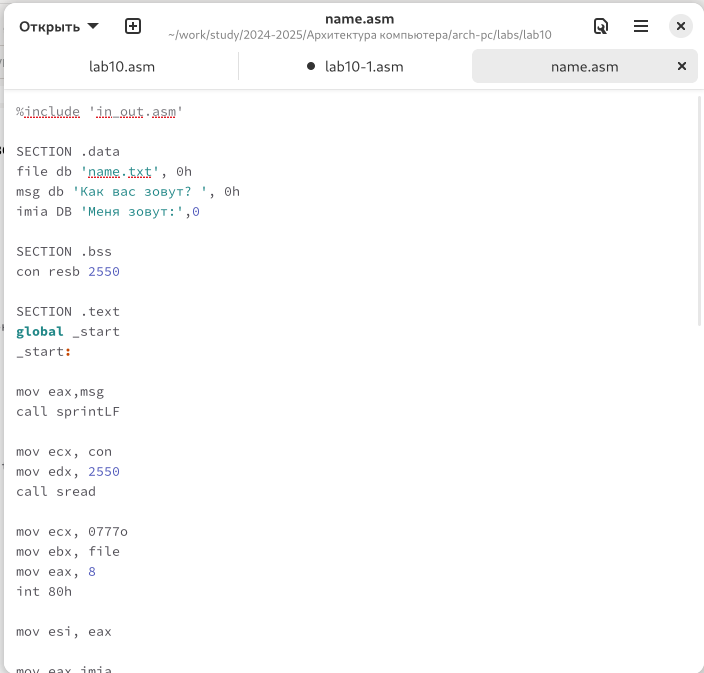 Открыть
name.asm
~/work/study/2024-2025/Архитектура компьютера/arch-pc/labs/lab10
lab10.asm
lab10-1.asm
name.asm
%include 'in_out.asm'
SECTION .data
file db 'name.txt', 0h
msg db 'Как вас зовут? ', 0h
imia DB 'Меня зовут:',0
SECTION .bss
con resb 2550
SECTION .text
global _start
_start:
mov eax,msg
call sprintLF
mov ecx, con
mov edx, 2550
call sread
mov ecx, 0777o
mov ebx, file
mov eax, 8
int 80h
mov esi, eax
mov eax,imia